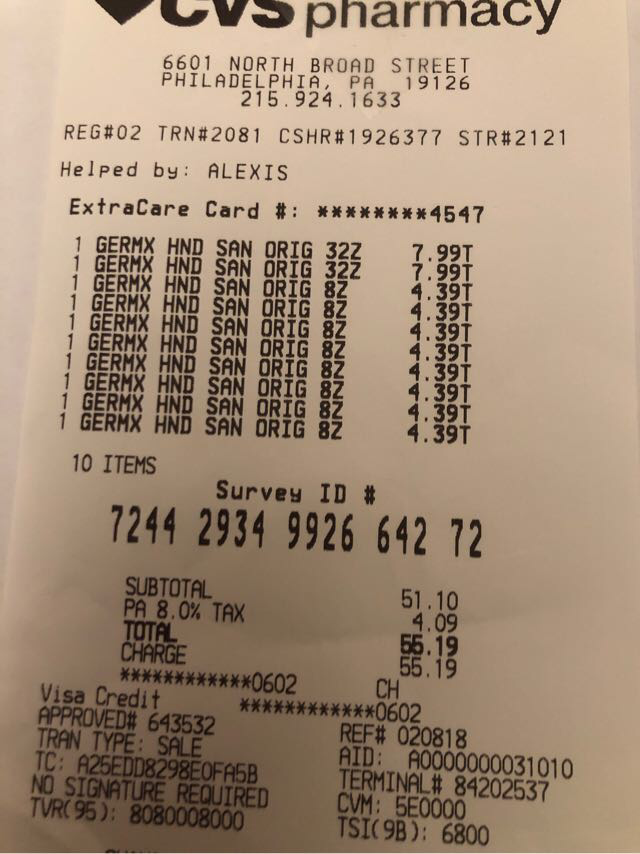 CVS pharmacy
6601 NORTH BROAD STREET
PHILADELPHIA, PA 19126
215.924.1633
REG#02 TRN#2081 CSHR#1926377 STR#2121
Helped by: ALEXIS
ExtraCare Card #: ********4547
1 GERMX HND SAN ORIG 32Z 7.99T
1 GERMX HND SAN ORIG 32Z 7.99T
1 GERMX HND SAN ORIG 8Z 4.39T
1 GERMX HND SAN ORIG 8Z 4.39T
1 GERMX HND SAN ORIG 8Z 4.39T
1 GERMX HND SAN ORIG 8Z 4.39T
1 GERMX HND SAN ORIG 8Z 4.39T
1 GERMX HND SAN ORIG 8Z 4.39T
1 GERMX HND SAN ORIG 8Z 4.39T
1 GERMX HND SAN ORIG 8Z 4.39T
10 ITEMS
Survey ID #
7244 2934 9926 642 72
SUBTOTAL 51.10
PA 8.0% TAX 4.09
TOTAL 55.19
CHARGE 55.19
************0602 CH
Visa Credit ************0602
APPROVED# 643532 REF# 020818
TRAN TYPE: SALE AID: A0000000031010
TC: A25EDD8298E0FA5B TERMINAL# 84202537
NO SIGNATURE REQUIRED CVM: 5E0000
TVR(95): 8080008000 TSI(9B): 6800